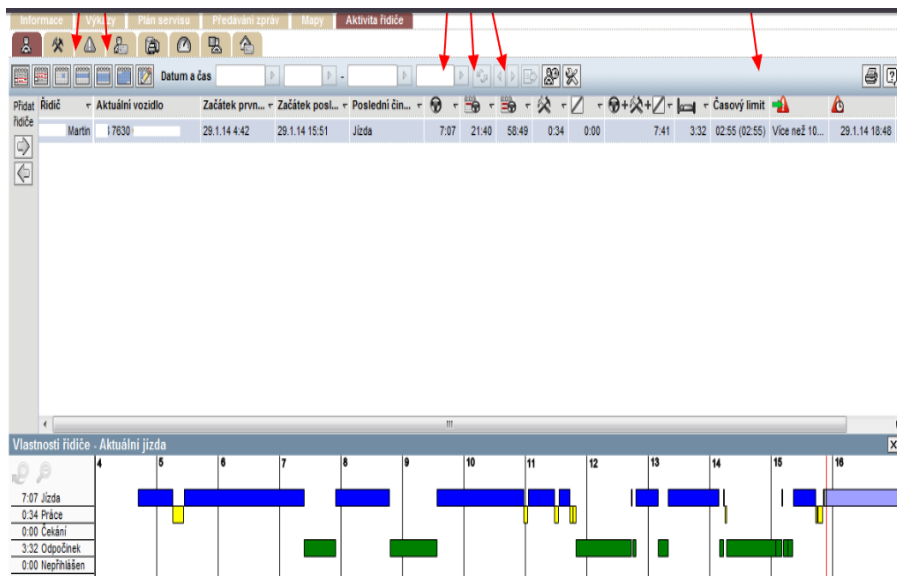 Informace Výkazy Plán servisu Předávání zpráv Mapy Aktivita řidiče
Datum a čas -
Přidat řidiče
Řidič Aktuální vozidlo Začátek prvn... Začátek posl... Poslední čin... + + Časový limit
Martin 7630 29.1.14 4:42 29.1.14 15:51 Jízda 7:07 21:40 58:49 0:34 0:00 7:41 3:32 02:55 (02:55) Více než 10... 29.1.14 18:48
Vlastnosti řidiče - Aktuální jízda
4 5 6 7 8 9 10 11 12 13 14 15 16
7:07 Jízda
0:34 Práce
0:00 Čekání
3:32 Odpočinek
0:00 Nepřihlášen